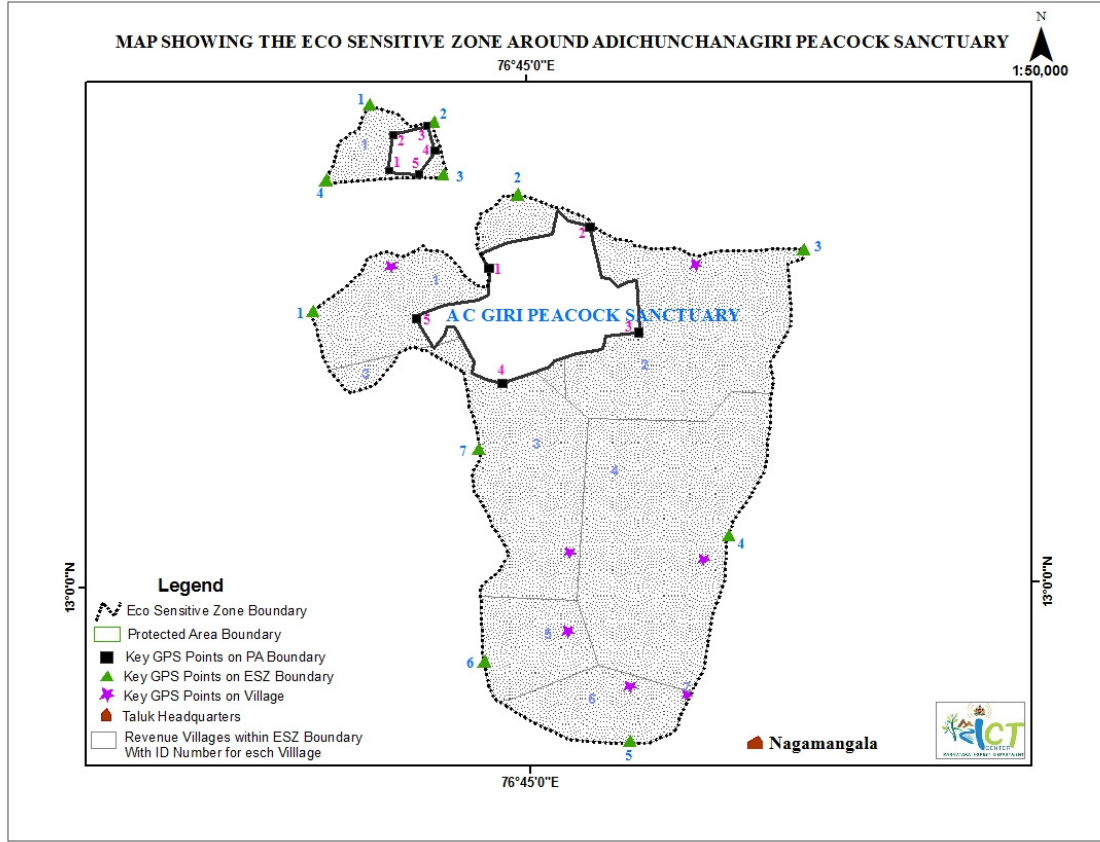 N
MAP SHOWING THE ECO SENSITIVE ZONE AROUND ADICHUNCHANAGIRI PEACOCK SANCTUARY
1:50,000
76°45'0"E
1
2
3
2
1
4
1
5
3
4
2
2
3
1
1
1
5
A C GIRI PEACOCK SANCTUARY
3
2
3
4
3
7
4
4
13°0'0"N
13°0'0"N
Legend
Eco Sensitive Zone Boundary
Protected Area Boundary
Key GPS Points on PA Boundary
Key GPS Points on ESZ Boundary
Key GPS Points on Village
Taluk Headquarters
Revenue Villages within ESZ Boundary
With ID Number for esch Villlage
5
6
7
6
5
Nagamangala
ICT
CENTER
KARNATAKA FOREST DEPARTMENT
76°45'0"E